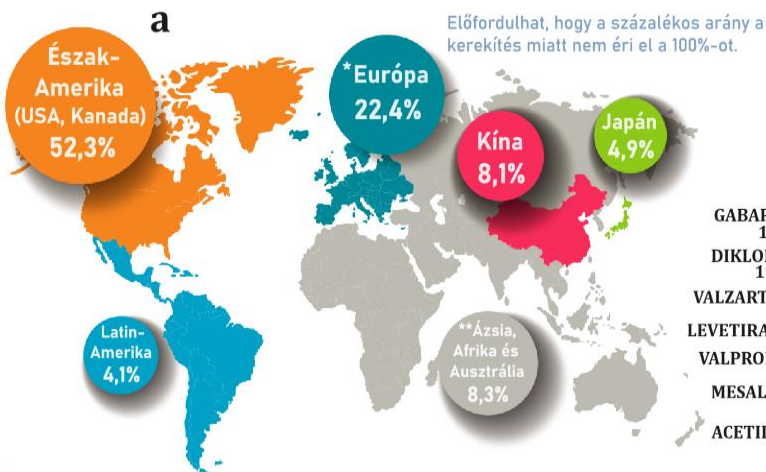 a
Előfordulhat, hogy a százalékos arány a
kerekítés miatt nem éri el a 100%-ot.
Észak-
Amerika
(USA, Kanada)
52,3%
*Európa
22,4%
Kína
8,1%
Japán
4,9%
Latin-
Amerika
4,1%
**Ázsia,
Afrika és
Ausztrália
8,3%